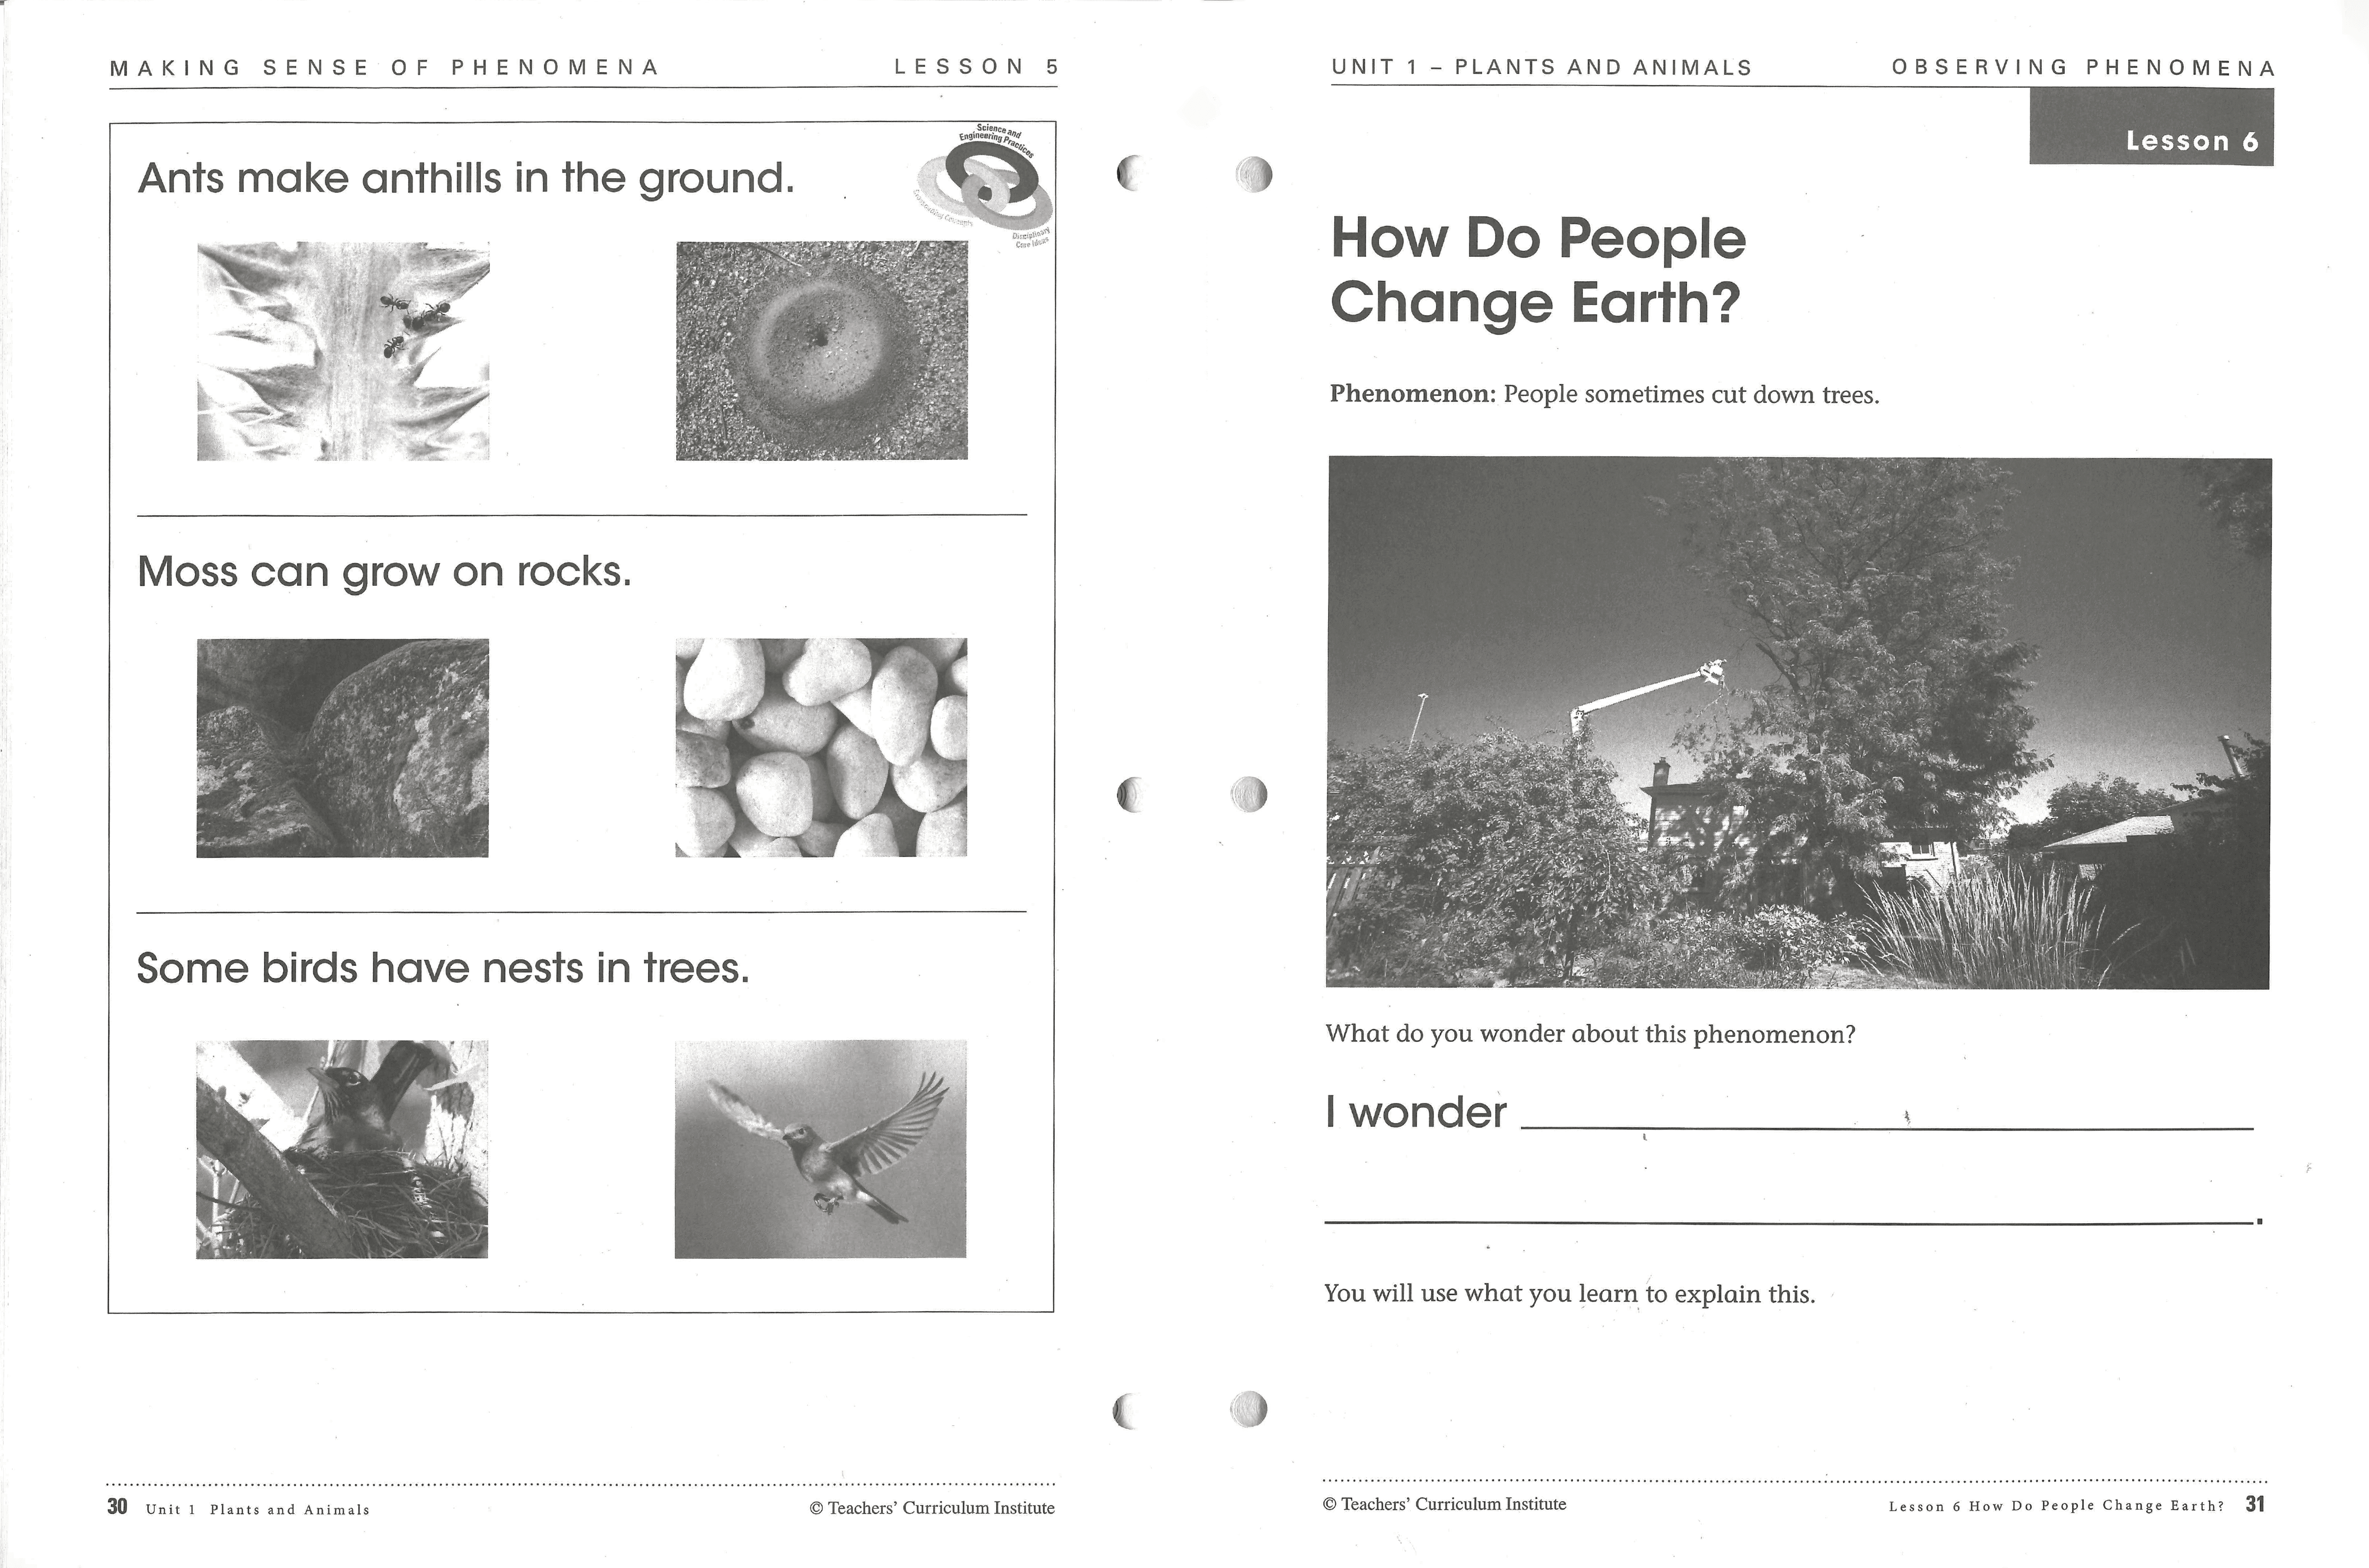 MAKING SENSE OF PHENOMENA LESSON 5
Science and
Engineering Practices
Crosscutting Concepts
Disciplinary
Core Ideas
Ants make anthills in the ground.
Moss can grow on rocks.
Some birds have nests in trees.
30 Unit 1 Plants and Animals © Teachers' Curriculum Institute
UNIT 1 – PLANTS AND ANIMALS OBSERVING PHENOMENA
Lesson 6
How Do People
Change Earth?
Phenomenon: People sometimes cut down trees.
What do you wonder about this phenomenon?
I wonder
.
You will use what you learn to explain this.
© Teachers' Curriculum Institute Lesson 6 How Do People Change Earth? 31